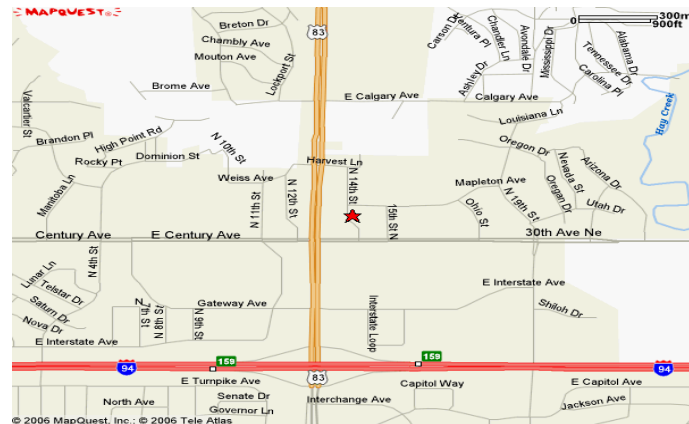 MAPQUEST
300m
900ft
Breton Dr
83
Chambly Ave
Mouton Ave
Lockport St
Carson Dr
Ventura Pl
Chandler Ln
Avondale Dr
Mississippi Dr
Alabama Dr
Tennessee Dr
Carolina Pl
Ashley Dr
Brome Ave
E Calgary Ave
Calgary Ave
Valcartier St
Louisiana Ln
Hay Creek
Brandon Pl
High Point Rd
N 10th St
Oregon Dr
Rocky Pt
Dominion St
Harvest Ln
Nevada St
Arizona Dr
Manitoba Ln
Weiss Ave
N 11th St
N 12th St
N 14th St
Mapleton Ave
15th St N
Ohio St
N 19th St
Oregon Dr
Utah Dr
Century Ave
E Century Ave
30th Ave Ne
N 4th St
Lunar Ln
Telstar Dr
Saturn Dr
Nova Dr
E Interstate Ave
N 7th St
N 8th St
N 9th St
Gateway Ave
Interstate Loop
Shiloh Dr
E Interstate Ave
159
159
94
94
E Turnpike Ave
83
Capitol Way
E Capitol Ave
North Ave
Senate Dr
Governor Ln
Interchange Ave
Jackson Ave
© 2006 MapQuest, Inc.; © 2006 Tele Atlas